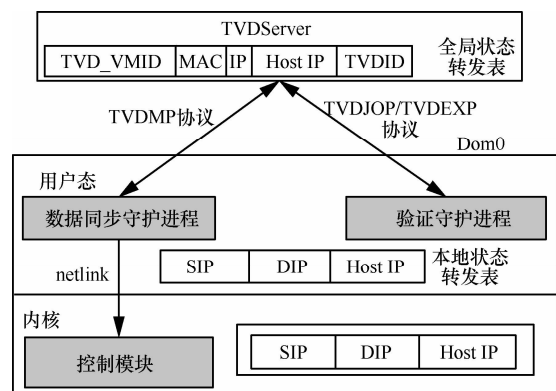 TVDServer
TVD_VMID MAC IP Host IP TVDID
全局状态
转发表
TVDMP协议
TVDJOP/TVDEXP
协议
Dom0
用户态
数据同步守护进程
验证守护进程
SIP DIP Host IP
本地状态
转发表
netlink
内核
控制模块
SIP DIP Host IP